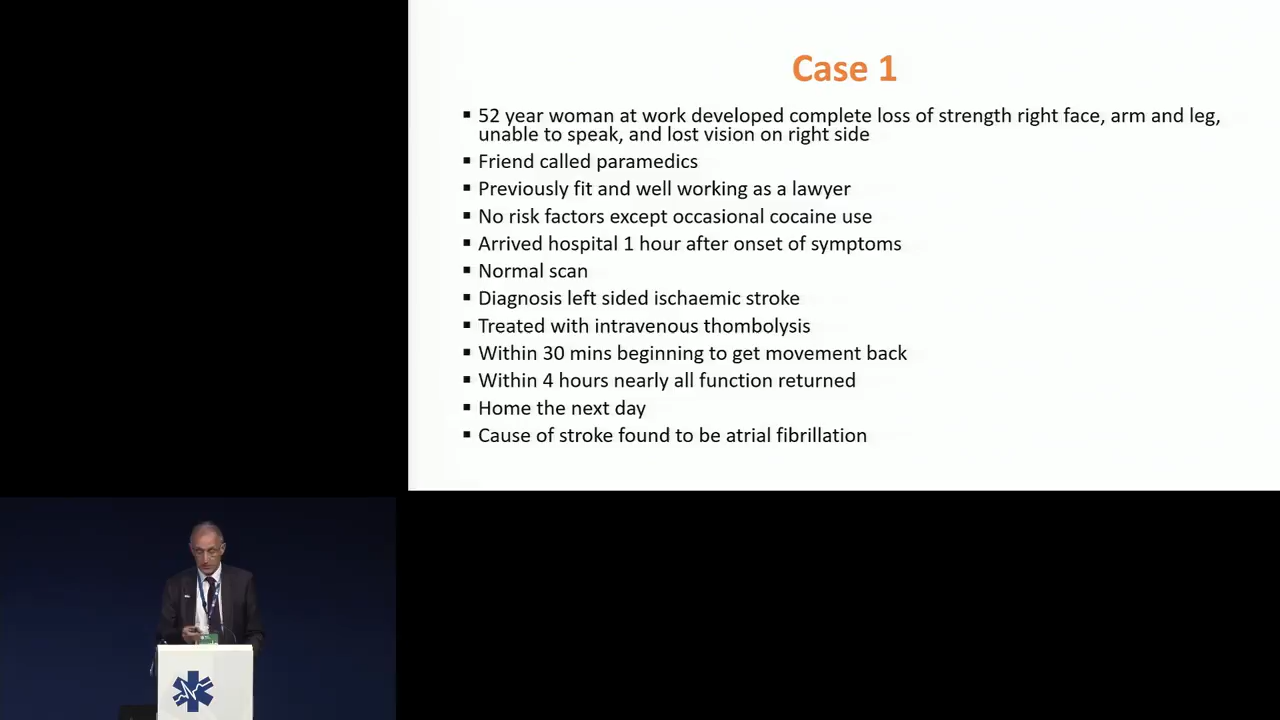 Case 1
▪ 52 year woman at work developed complete loss of strength right face, arm and leg,
unable to speak, and lost vision on right side
▪ Friend called paramedics
▪ Previously fit and well working as a lawyer
▪ No risk factors except occasional cocaine use
▪ Arrived hospital 1 hour after onset of symptoms
▪ Normal scan
▪ Diagnosis left sided ischaemic stroke
▪ Treated with intravenous thombolysis
▪ Within 30 mins beginning to get movement back
▪ Within 4 hours nearly all function returned
▪ Home the next day
▪ Cause of stroke found to be atrial fibrillation